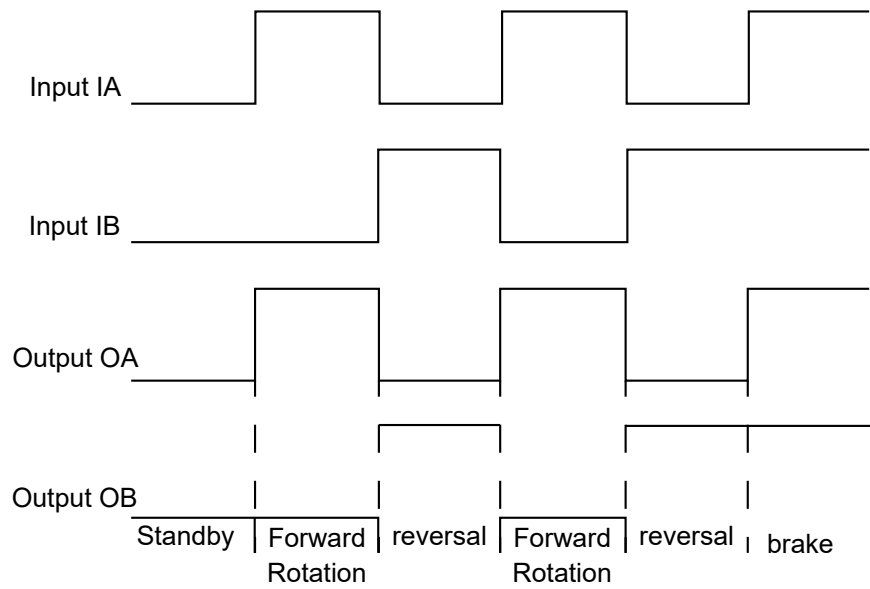 Input IA
Input IB
Output OA
Output OB
Standby
Forward
Rotation
reversal
Forward
Rotation
reversal
brake